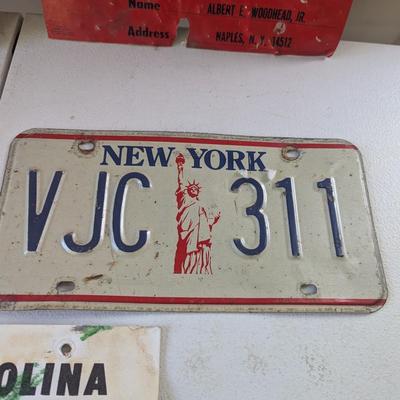 Name ALBERT E. WOODHEAD, JR.
Address NAPLES, N.Y. 14512
NEW YORK
VJC 311
OLINA